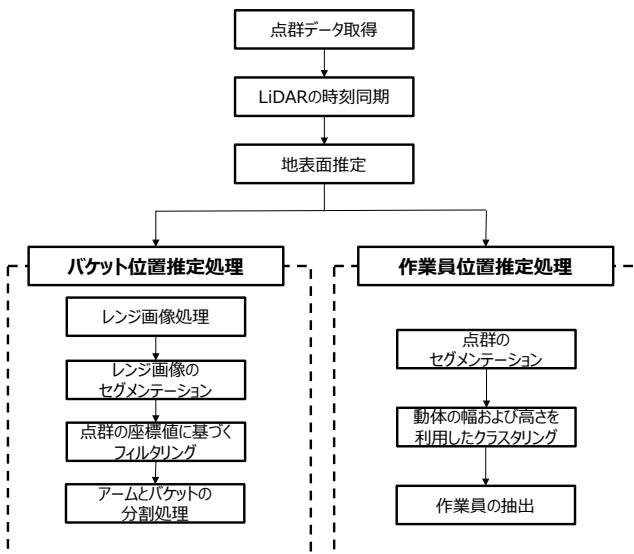 点群データ取得
LiDARの時刻同期
地表面推定
バケット位置推定処理
レンジ画像処理
レンジ画像の
セグメンテーション
点群の座標値に基づく
フィルタリング
アームとバケットの
分割処理
作業員位置推定処理
点群の
セグメンテーション
動体の幅および高さを
利用したクラスタリング
作業員の抽出